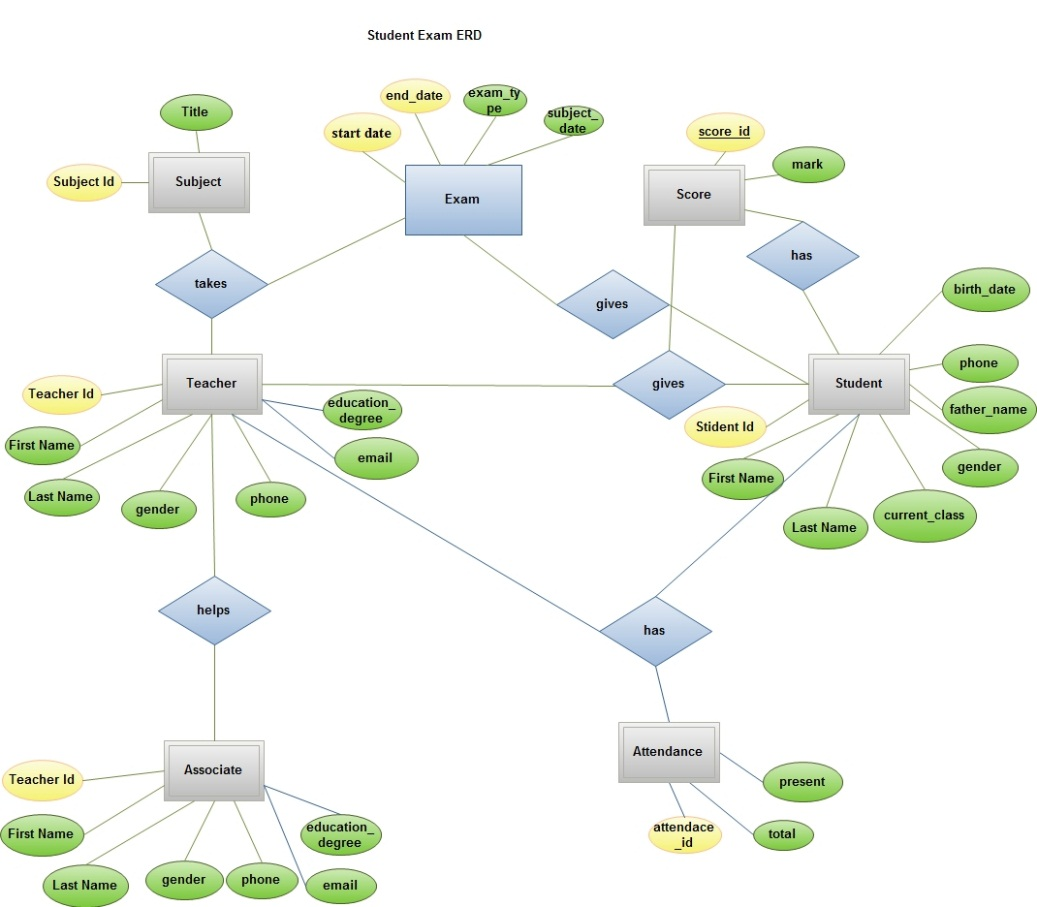 Student Exam ERD
Title
Subject Id
Subject
start date
end_date
exam_ty
pe
subject_
date
Exam
score_id
mark
Score
has
takes
gives
gives
Teacher
Teacher Id
First Name
Last Name
gender
phone
education_
degree
email
Student
birth_date
phone
father_name
gender
current_class
Last Name
First Name
Stident Id
helps
has
Associate
Teacher Id
First Name
Last Name
gender
phone
education_
degree
email
Attendance
present
total
attendace
_id